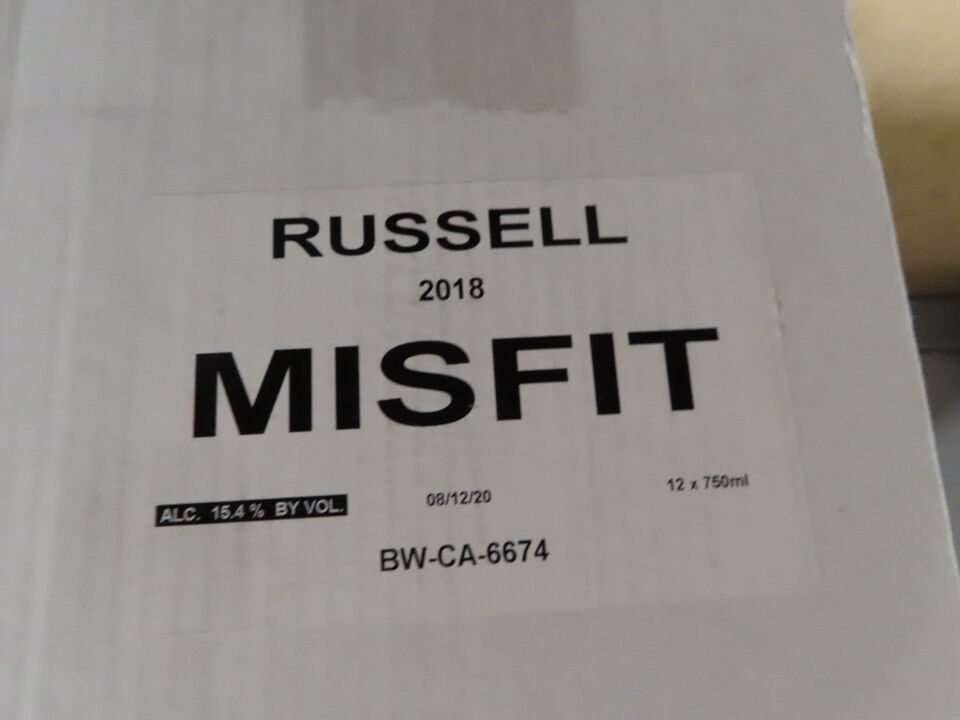 RUSSELL
2018
MISFIT
ALC. 15.4 % BY VOL. 08/12/20 12 x 750ml
BW-CA-6674